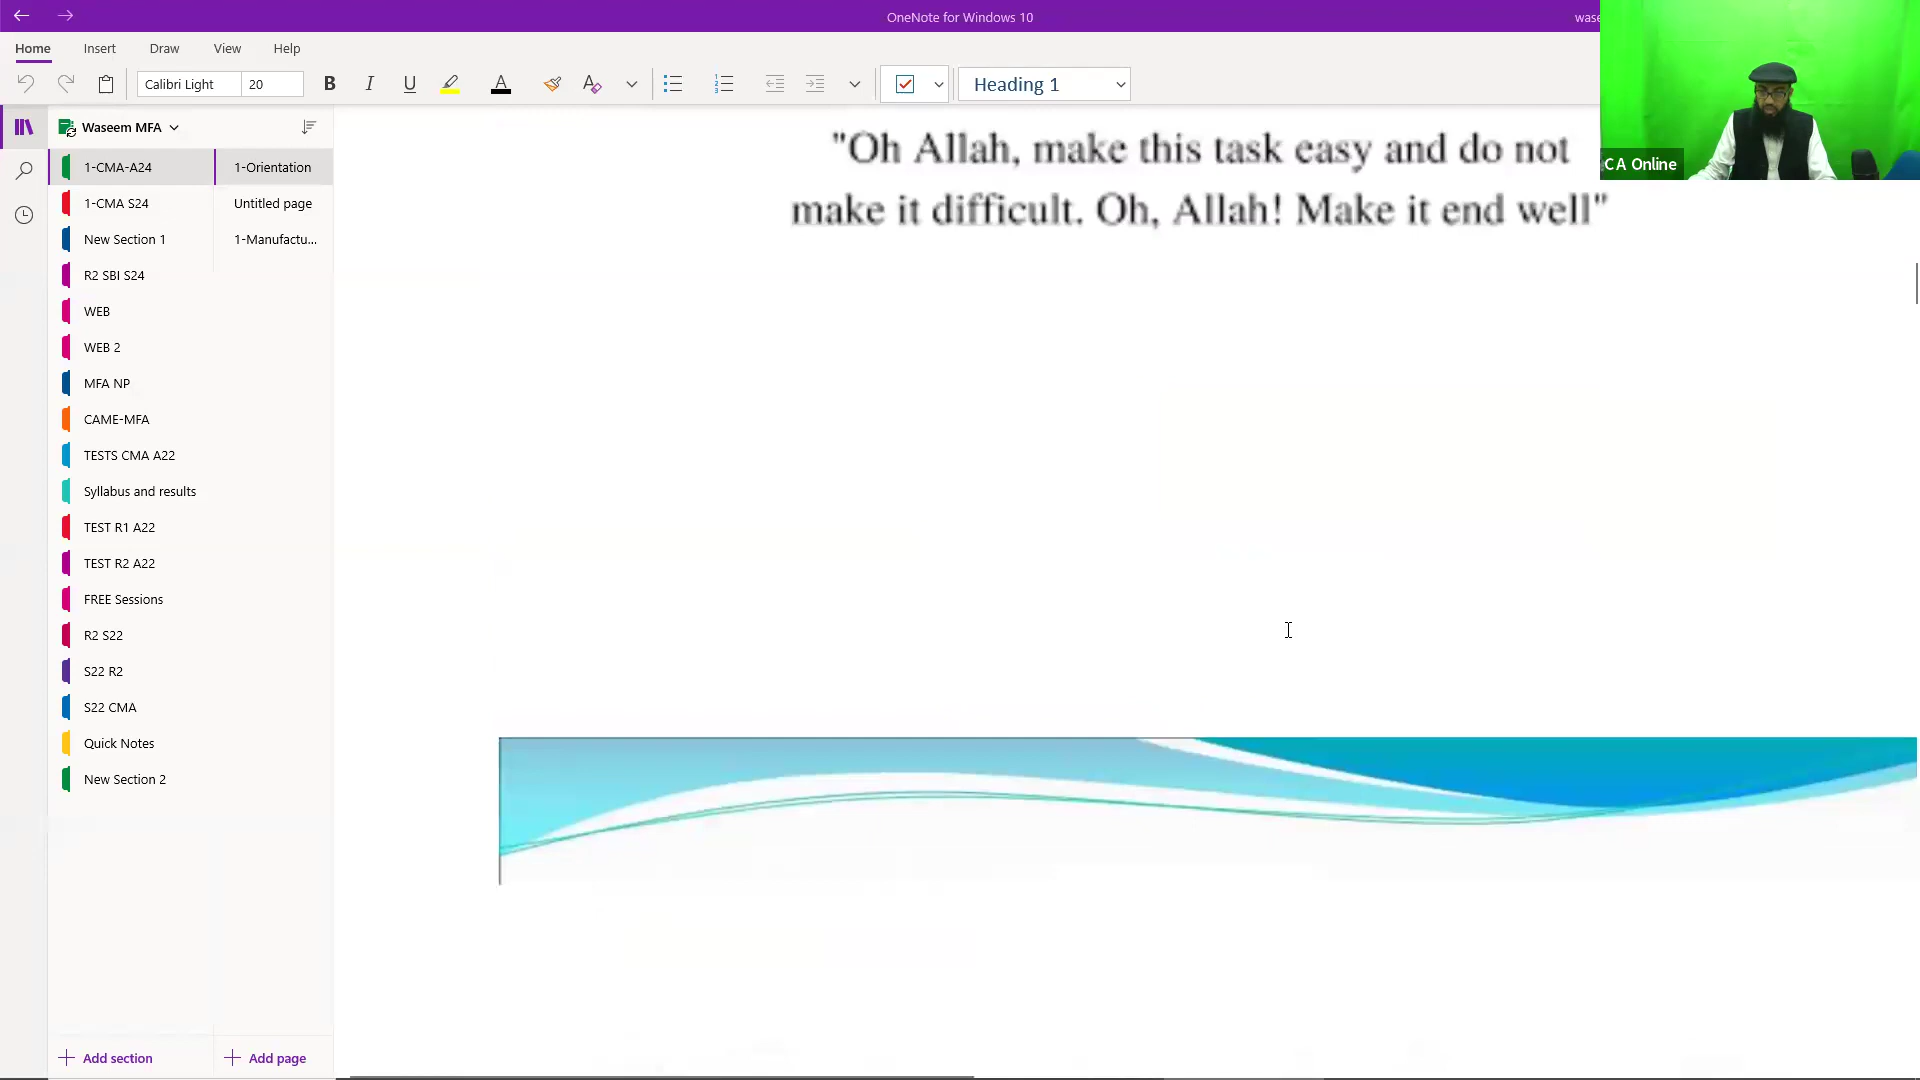 OneNote for Windows 10
wase
Home Insert Draw View Help
Calibri Light 20 B I U A A Heading 1
Waseem MFA
1-CMA-A24
1-CMA S24
New Section 1
R2 SBI S24
WEB
WEB 2
MFA NP
CAME-MFA
TESTS CMA A22
Syllabus and results
TEST R1 A22
TEST R2 A22
FREE Sessions
R2 S22
S22 R2
S22 CMA
Quick Notes
New Section 2
Add section
1-Orientation
Untitled page
1-Manufactu...
Add page
"Oh Allah, make this task easy and do not
make it difficult. Oh, Allah! Make it end well"
C A Online